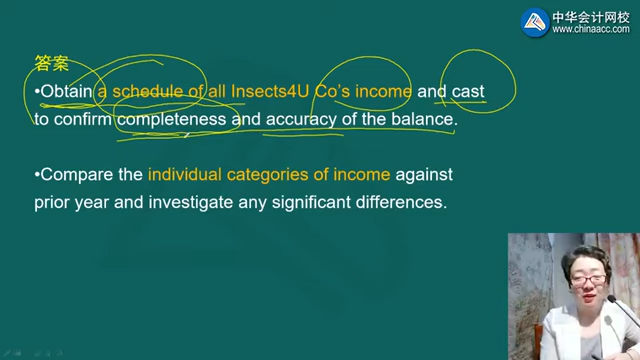 中华会计网校
www.chinaacc.com
答案
•Obtain a schedule of all Insects4U Co's income and cast
to confirm completeness and accuracy of the balance.
•Compare the individual categories of income against
prior year and investigate any significant differences.